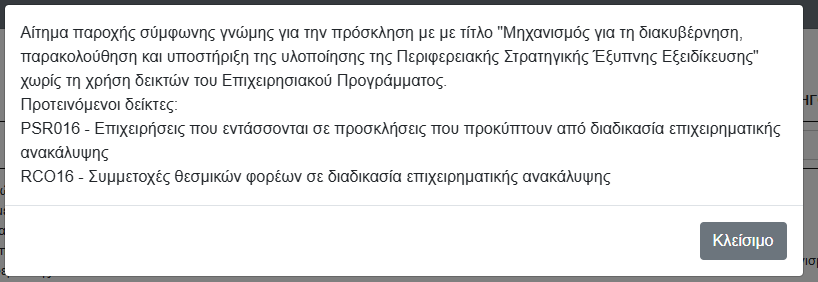 Αίτημα παροχής σύμφωνης γνώμης για την πρόσκληση με με τίτλο "Μηχανισμός για τη διακυβέρνηση,
παρακολούθηση και υποστήριξη της υλοποίησης της Περιφερειακής Στρατηγικής Έξυπνης Εξειδίκευσης"
χωρίς τη χρήση δεικτών του Επιχειρησιακού Προγράμματος.
Προτεινόμενοι δείκτες:
PSR016 - Επιχειρήσεις που εντάσσονται σε προσκλήσεις που προκύπτουν από διαδικασία επιχειρηματικής
ανακάλυψης
RCO16 - Συμμετοχές θεσμικών φορέων σε διαδικασία επιχειρηματικής ανακάλυψης
Κλείσιμο